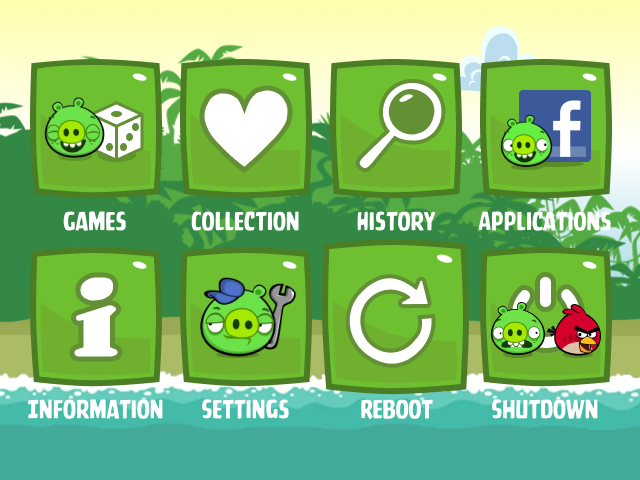 f
GAMES
COLLECTION
HISTORY
APPLICATIONS
INFORMATION
SETTINGS
REBOOT
SHUTDOWN